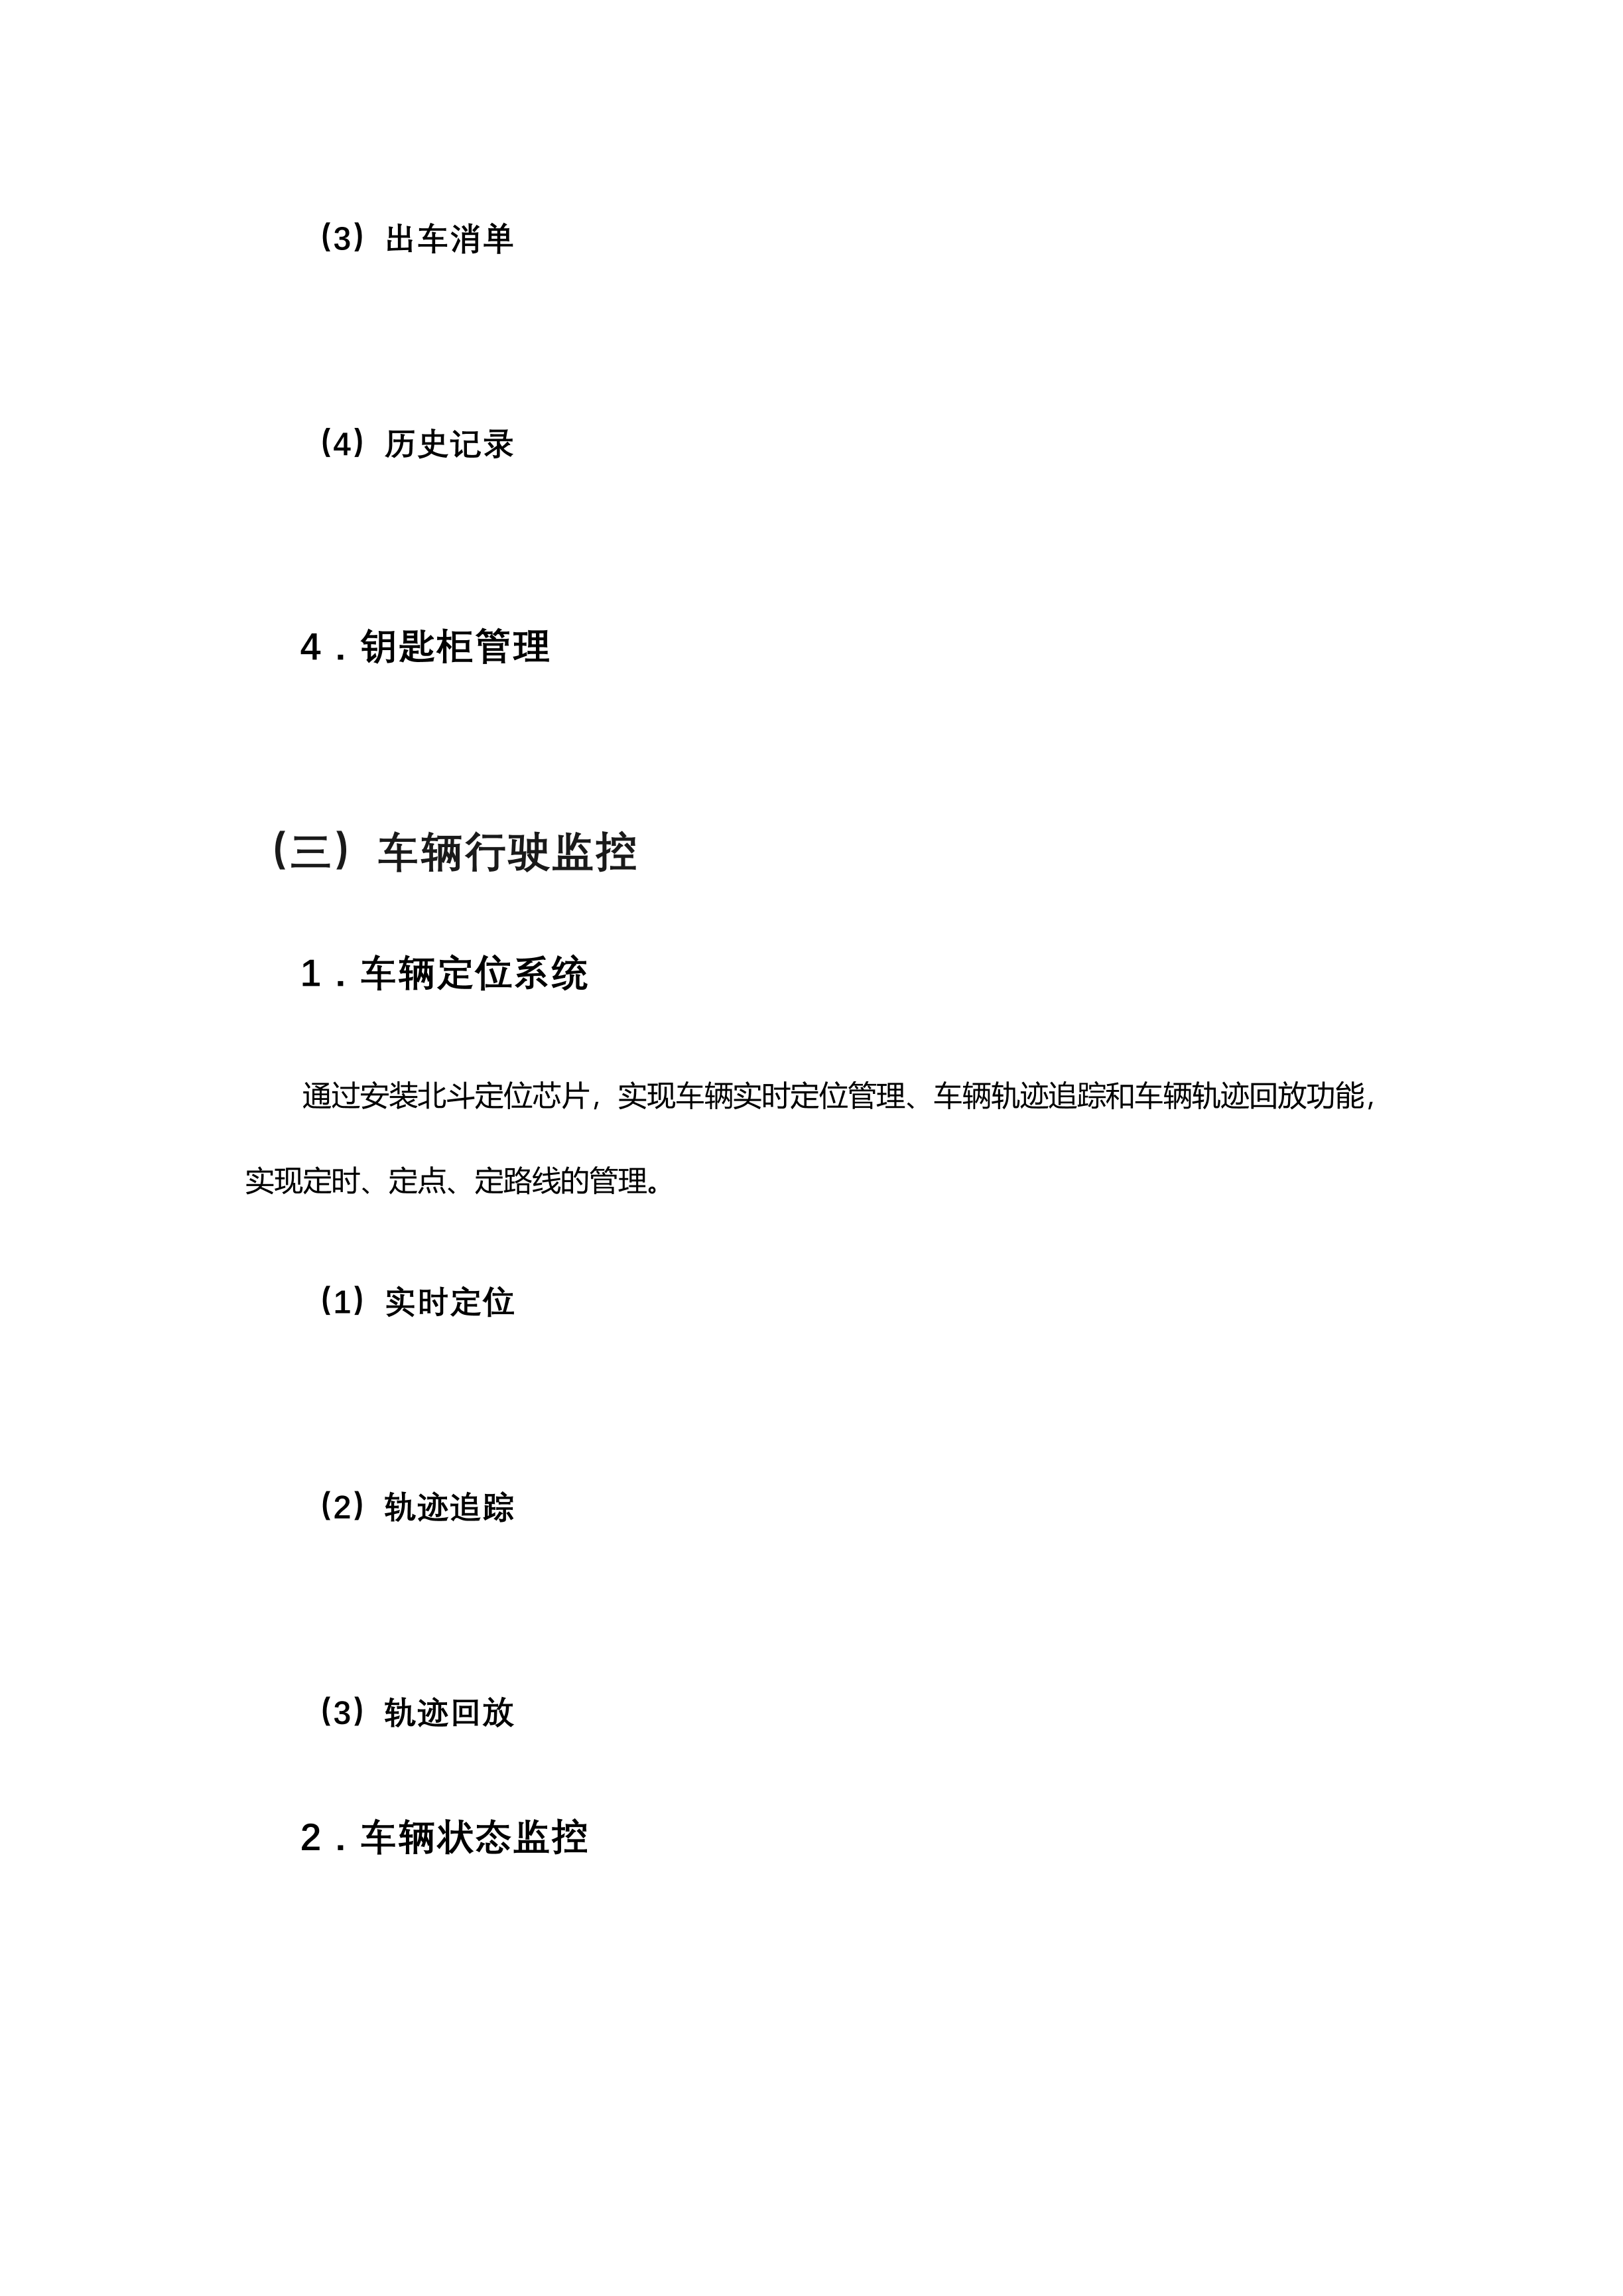 （3）出车消单
（4）历史记录
4．钥匙柜管理
（三）车辆行驶监控
1．车辆定位系统
通过安装北斗定位芯片，实现车辆实时定位管理、车辆轨迹追踪和车辆轨迹回放功能，
实现定时、定点、定路线的管理。
（1）实时定位
（2）轨迹追踪
（3）轨迹回放
2．车辆状态监控